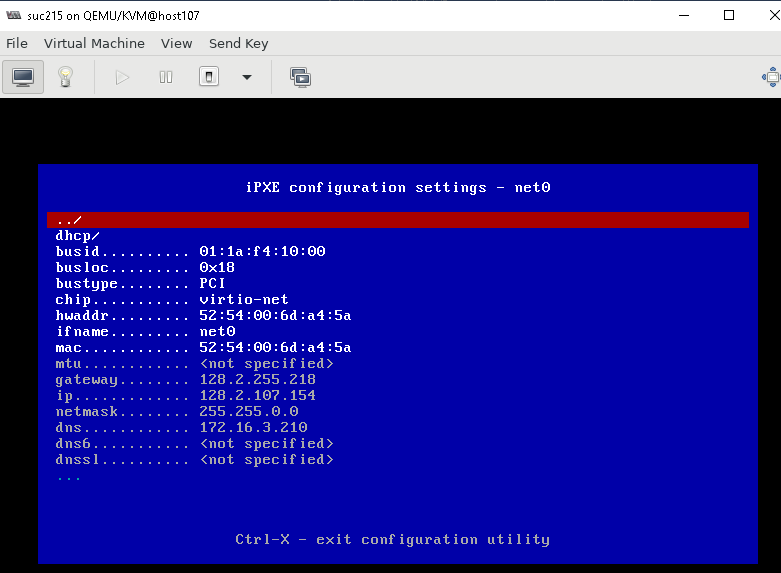 suc215 on QEMU/KVM@host107
File Virtual Machine View Send Key
iPXE configuration settings - net0
../
dhcp/
busid.......... 01:1a:f4:10:00
busloc......... 0x18
bustype........ PCI
chip........... virtio-net
hwaddr......... 52:54:00:6d:a4:5a
ifname......... net0
mac............ 52:54:00:6d:a4:5a
mtu............ <not specified>
gateway........ 128.2.255.218
ip............. 128.2.107.154
netmask........ 255.255.0.0
dns............ 172.16.3.210
dns6........... <not specified>
dnssl.......... <not specified>
...
Ctrl-X - exit configuration utility